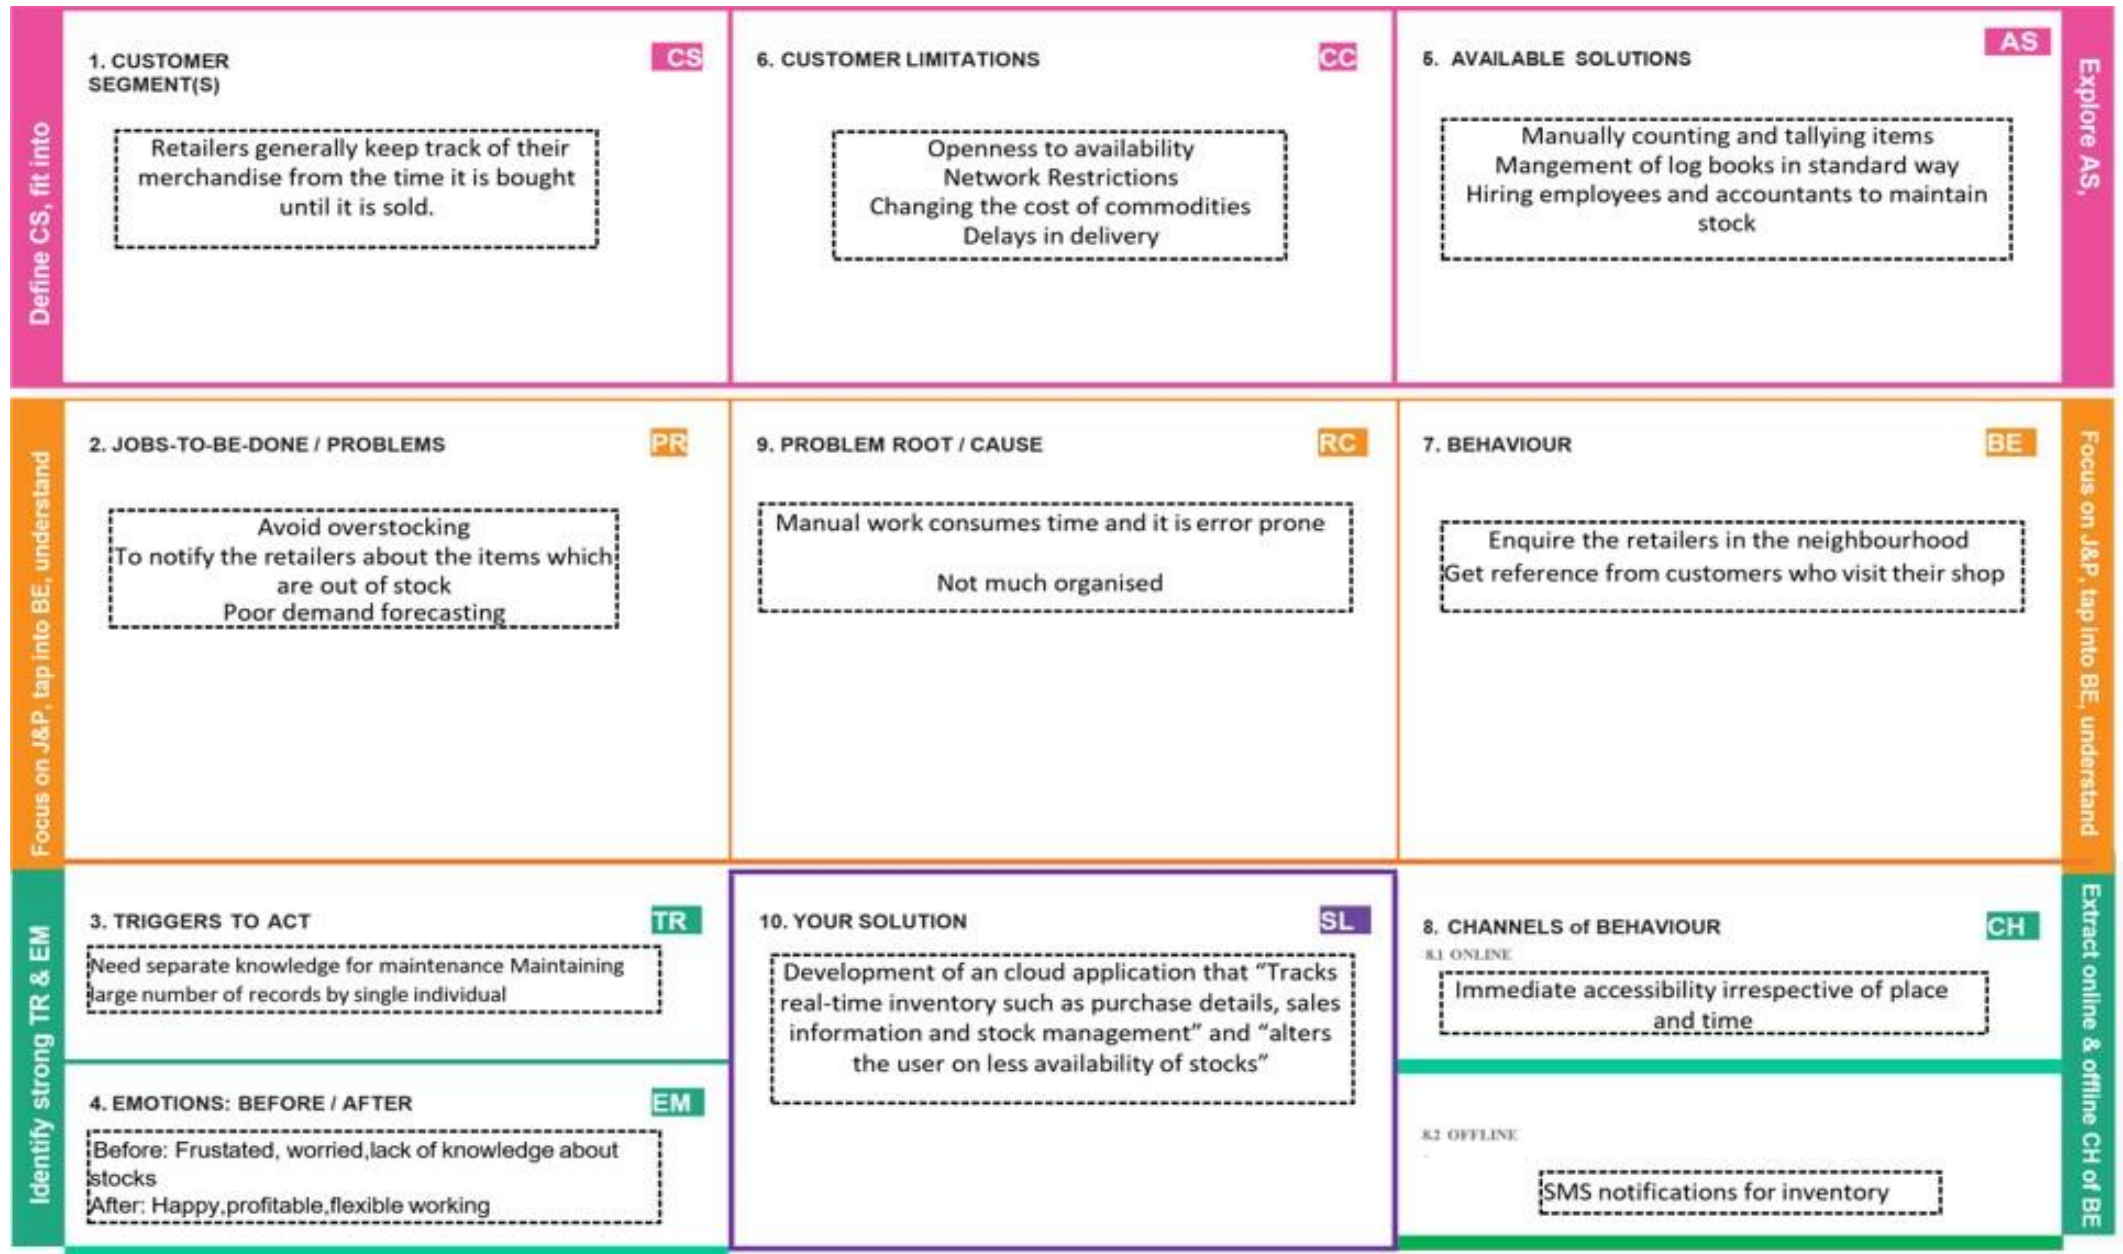 Define CS, fit into
1. CUSTOMER
SEGMENT(S)
CS
Retailers generally keep track of their
merchandise from the time it is bought
until it is sold.
6. CUSTOMER LIMITATIONS
CC
Openness to availability
Network Restrictions
Changing the cost of commodities
Delays in delivery
5. AVAILABLE SOLUTIONS
AS
Manually counting and tallying items
Mangement of log books in standard way
Hiring employees and accountants to maintain
stock
Explore AS,
Focus on J&P, tap into BE, understand
2. JOBS-TO-BE-DONE / PROBLEMS
PR
Avoid overstocking
To notify the retailers about the items which
are out of stock
Poor demand forecasting
9. PROBLEM ROOT / CAUSE
RC
Manual work consumes time and it is error prone
Not much organised
7. BEHAVIOUR
BE
Enquire the retailers in the neighbourhood
Get reference from customers who visit their shop
Focus on J&P, tap into BE, understand
Identify strong TR & EM
3. TRIGGERS TO ACT
TR
Need separate knowledge for maintenance Maintaining
large number of records by single individual
4. EMOTIONS: BEFORE / AFTER
EM
Before: Frustated, worried,lack of knowledge about
stocks
After: Happy,profitable,flexible working
10. YOUR SOLUTION
SL
Development of an cloud application that “Tracks
real-time inventory such as purchase details, sales
information and stock management” and “alters
the user on less availability of stocks”
8. CHANNELS of BEHAVIOUR
CH
8.1 ONLINE
Immediate accessibility irrespective of place
and time
8.2 OFFLINE
SMS notifications for inventory
Extract online & offline CH of BE